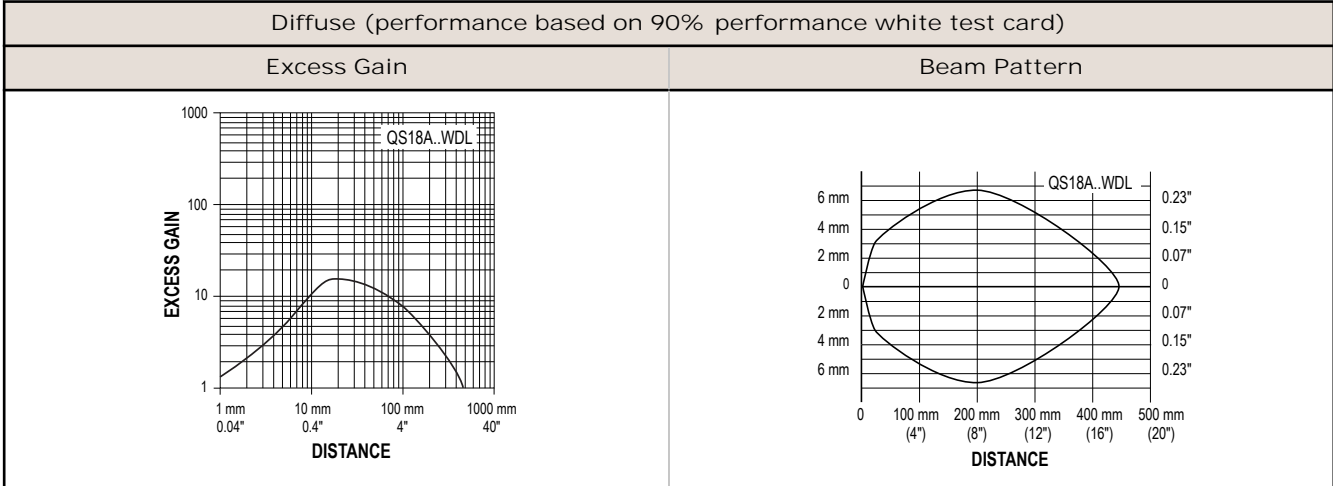 Diffuse (performance based on 90% performance white test card)
Excess Gain
Beam Pattern
1000
QS18A..WDL
100
EXCESS GAIN
10
1
1 mm 10 mm 100 mm 1000 mm
0.04" 0.4" 4" 40"
DISTANCE
QS18A..WDL
6 mm 0.23"
4 mm 0.15"
2 mm 0.07"
0 0
2 mm 0.07"
4 mm 0.15"
6 mm 0.23"
0 100 mm 200 mm 300 mm 400 mm 500 mm
(4") (8") (12") (16") (20")
DISTANCE